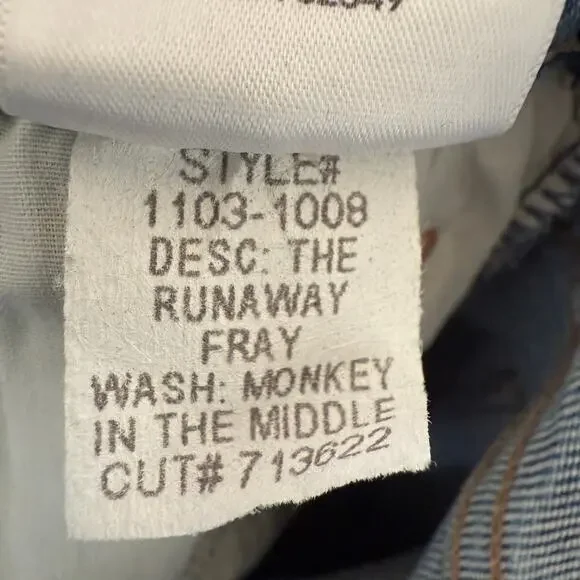 STYLE#
1103-1008
DESC: THE
RUNAWAY
FRAY
WASH: MONKEY
IN THE MIDDLE
CUT# 713622